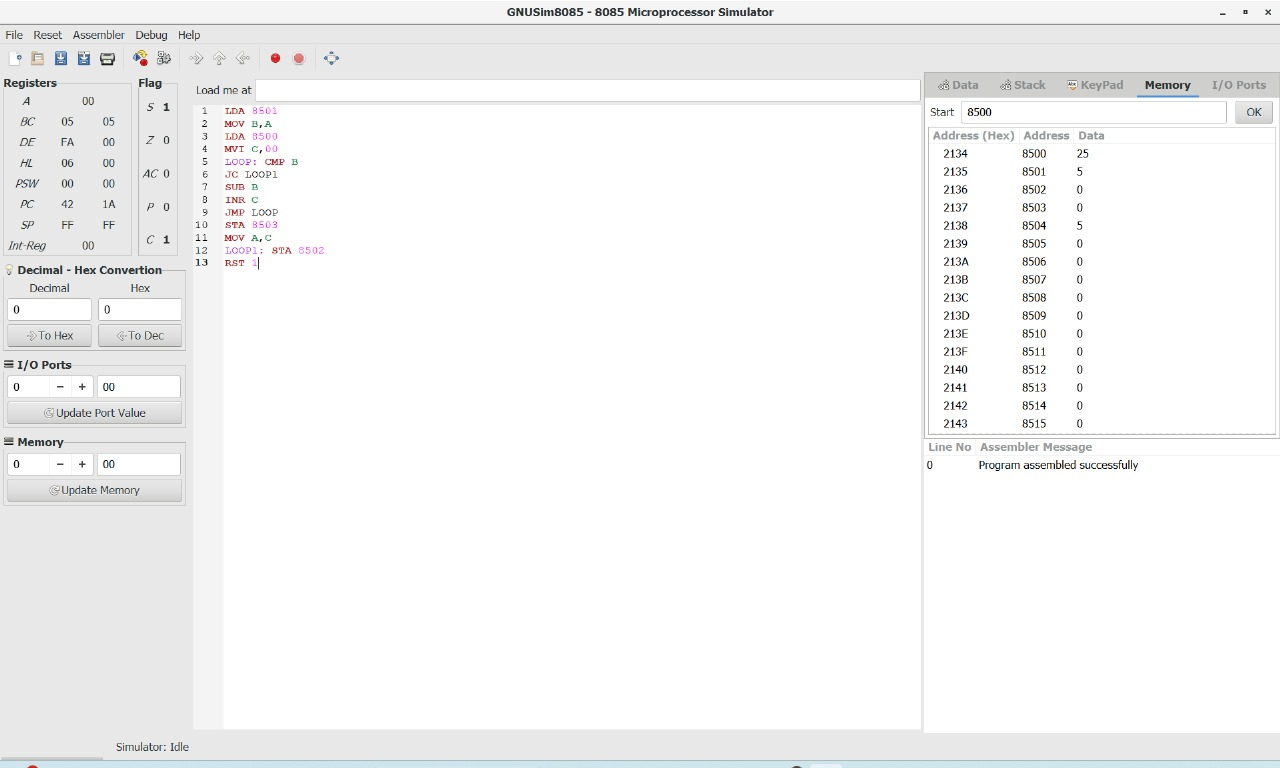 GNUSim8085 - 8085 Microprocessor Simulator
File Reset Assembler Debug Help
Registers
A 00
BC 05 05
DE FA 00
HL 06 00
PSW 00 00
PC 42 1A
SP FF FF
Int-Reg 00
Flag
S 1
Z 0
AC 0
P 0
C 1
Decimal - Hex Convertion
Decimal Hex
0 0
To Hex To Dec
I/O Ports
0 - + 00
Update Port Value
Memory
0 - + 00
Update Memory
Load me at
1 LDA 8501
2 MOV B,A
3 LDA 8500
4 MVI C,00
5 LOOP: CMP B
6 JC LOOP1
7 SUB B
8 INR C
9 JMP LOOP
10 STA 8503
11 MOV A,C
12 LOOP1: STA 8502
13 RST 1
Data Stack KeyPad Memory I/O Ports
Start 8500 OK
Address (Hex) Address Data
2134 8500 25
2135 8501 5
2136 8502 0
2137 8503 0
2138 8504 5
2139 8505 0
213A 8506 0
213B 8507 0
213C 8508 0
213D 8509 0
213E 8510 0
213F 8511 0
2140 8512 0
2141 8513 0
2142 8514 0
2143 8515 0
Line No Assembler Message
0 Program assembled successfully
Simulator: Idle